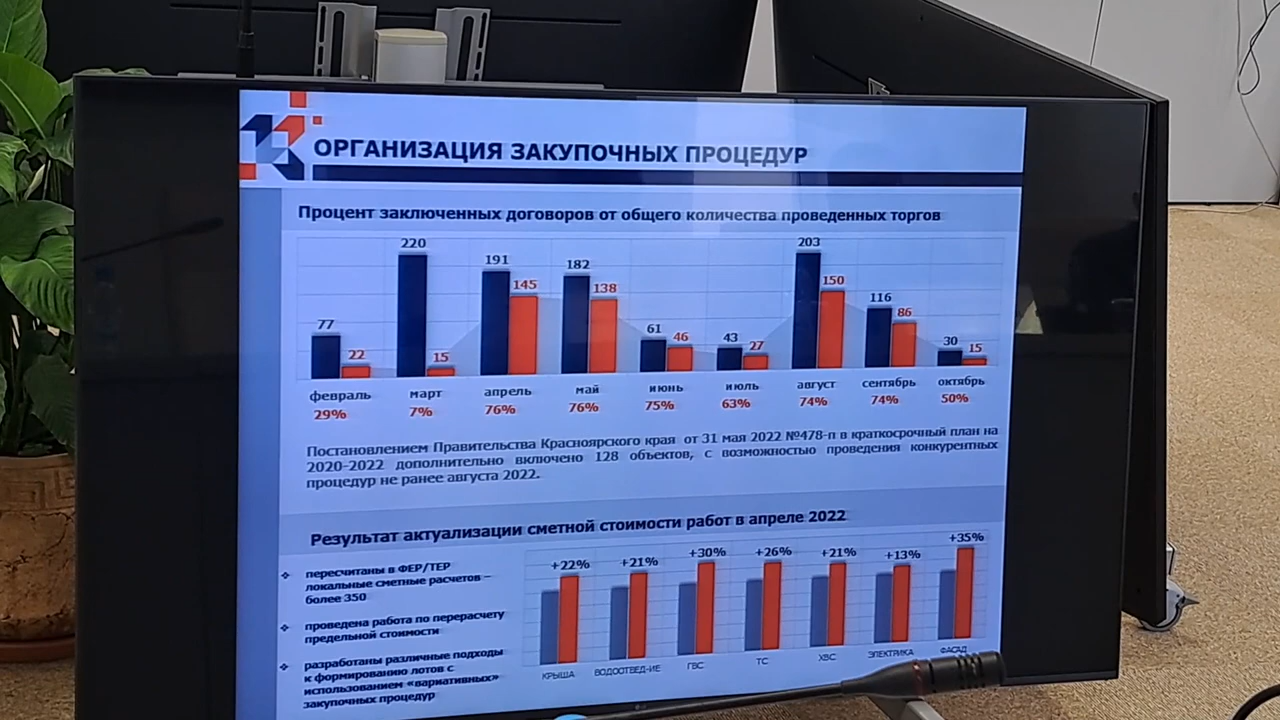 ОРГАНИЗАЦИЯ ЗАКУПОЧНЫХ ПРОЦЕДУР
Процент заключенных договоров от общего количества проведенных торгов
77 22 220 15 191 145 182 138 61 46 43 27 203 150 116 86 30 15
февраль март апрель май июнь июль август сентябрь октябрь
29% 7% 76% 76% 75% 63% 74% 74% 50%
Постановлением Правительства Красноярского края от 31 мая 2022 №478-п в краткосрочный план на
2020-2022 дополнительно включено 128 объектов, с возможностью проведения конкурентных
процедур не ранее августа 2022.
Результат актуализации сметной стоимости работ в апреле 2022
пересчитаны в ФЕР/ТЕР
локальные сметные расчетов –
более 350
проведена работа по перерасчету
предельной стоимости
разработаны различные подходы
к формированию лотов с
использованием «вариативных»
закупочных процедур
+22% +21% +30% +26% +21% +13% +35%
КРЫША ВОДООТВЕД-ИЕ ГВС ТС ХВС ЭЛЕКТРИКА ФАСАД
LG